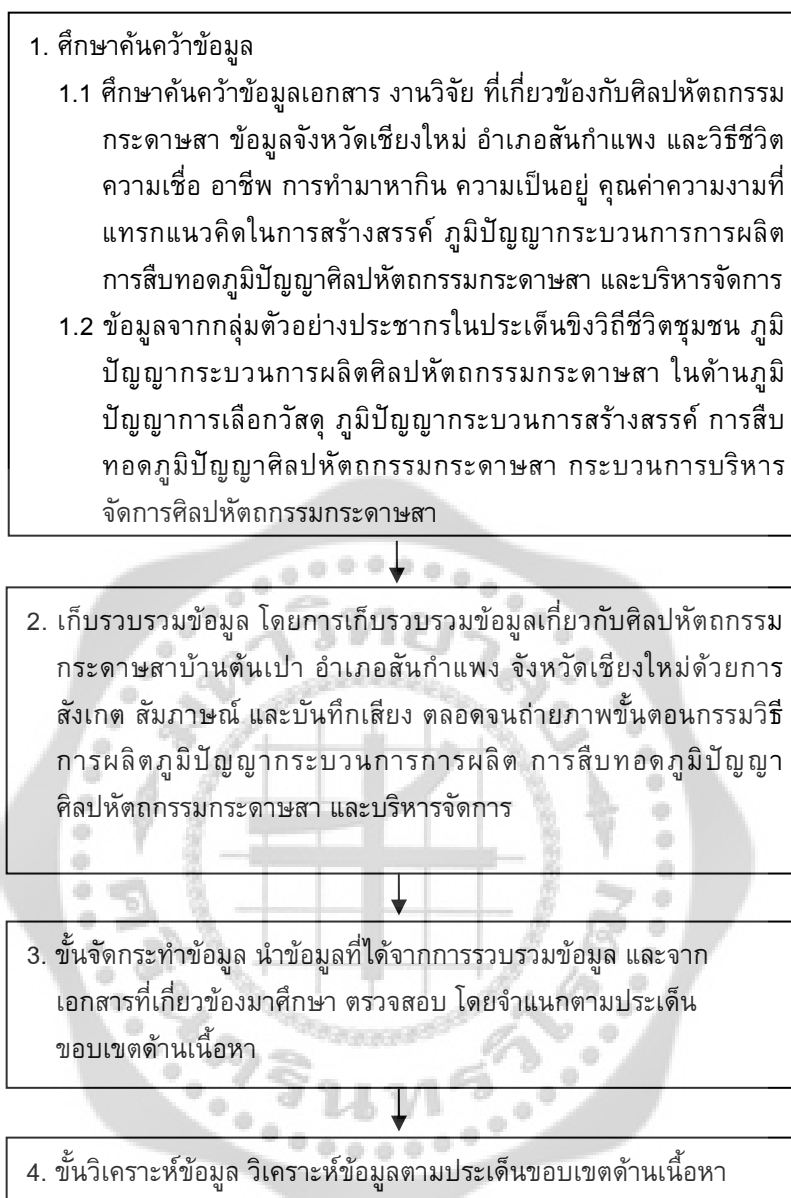 1. ศึกษาค้นคว้าข้อมูล
1.1 ศึกษาค้นคว้าข้อมูลเอกสาร งานวิจัย ที่เกี่ยวข้องกับศิลปหัตถกรรม
กระดาษสา ข้อมูลจังหวัดเชียงใหม่ อำเภอสันกำแพง และวิธีชีวิต
ความเชื่อ อาชีพ การทำมาหากิน ความเป็นอยู่ คุณค่าความงามที่
แทรกแนวคิดในการสร้างสรรค์ ภูมิปัญญากระบวนการการผลิต
การสืบทอดภูมิปัญญาศิลปหัตถกรรมกระดาษสา และบริหารจัดการ
1.2 ข้อมูลจากกลุ่มตัวอย่างประชากรในประเด็นขิงวิถีชีวิตชุมชน ภูมิ
ปัญญากระบวนการผลิตศิลปหัตถกรรมกระดาษสา ในด้านภูมิ
ปัญญาการเลือกวัสดุ ภูมิปัญญากระบวนการสร้างสรรค์ การสืบ
ทอดภูมิปัญญาศิลปหัตถกรรมกระดาษสา กระบวนการบริหาร
จัดการศิลปหัตถกรรมกระดาษสา
2. เก็บรวบรวมข้อมูล โดยการเก็บรวบรวมข้อมูลเกี่ยวกับศิลปหัตถกรรม
กระดาษสาบ้านต้นเปา อำเภอสันกำแพง จังหวัดเชียงใหม่ด้วยการ
สังเกต สัมภาษณ์ และบันทึกเสียง ตลอดจนถ่ายภาพขั้นตอนกรรมวิธี
การผลิตภูมิปัญญากระบวนการการผลิต การสืบทอดภูมิปัญญา
ศิลปหัตถกรรมกระดาษสา และบริหารจัดการ
3. ขั้นจัดกระทำข้อมูล นำข้อมูลที่ได้จากการรวบรวมข้อมูล และจาก
เอกสารที่เกี่ยวข้องมาศึกษา ตรวจสอบ โดยจำแนกตามประเด็น
ขอบเขตด้านเนื้อหา
4. ขั้นวิเคราะห์ข้อมูล วิเคราะห์ข้อมูลตามประเด็นขอบเขตด้านเนื้อหา
มหาวิทยาลัย
ศรีนครินทรวิโรฒ